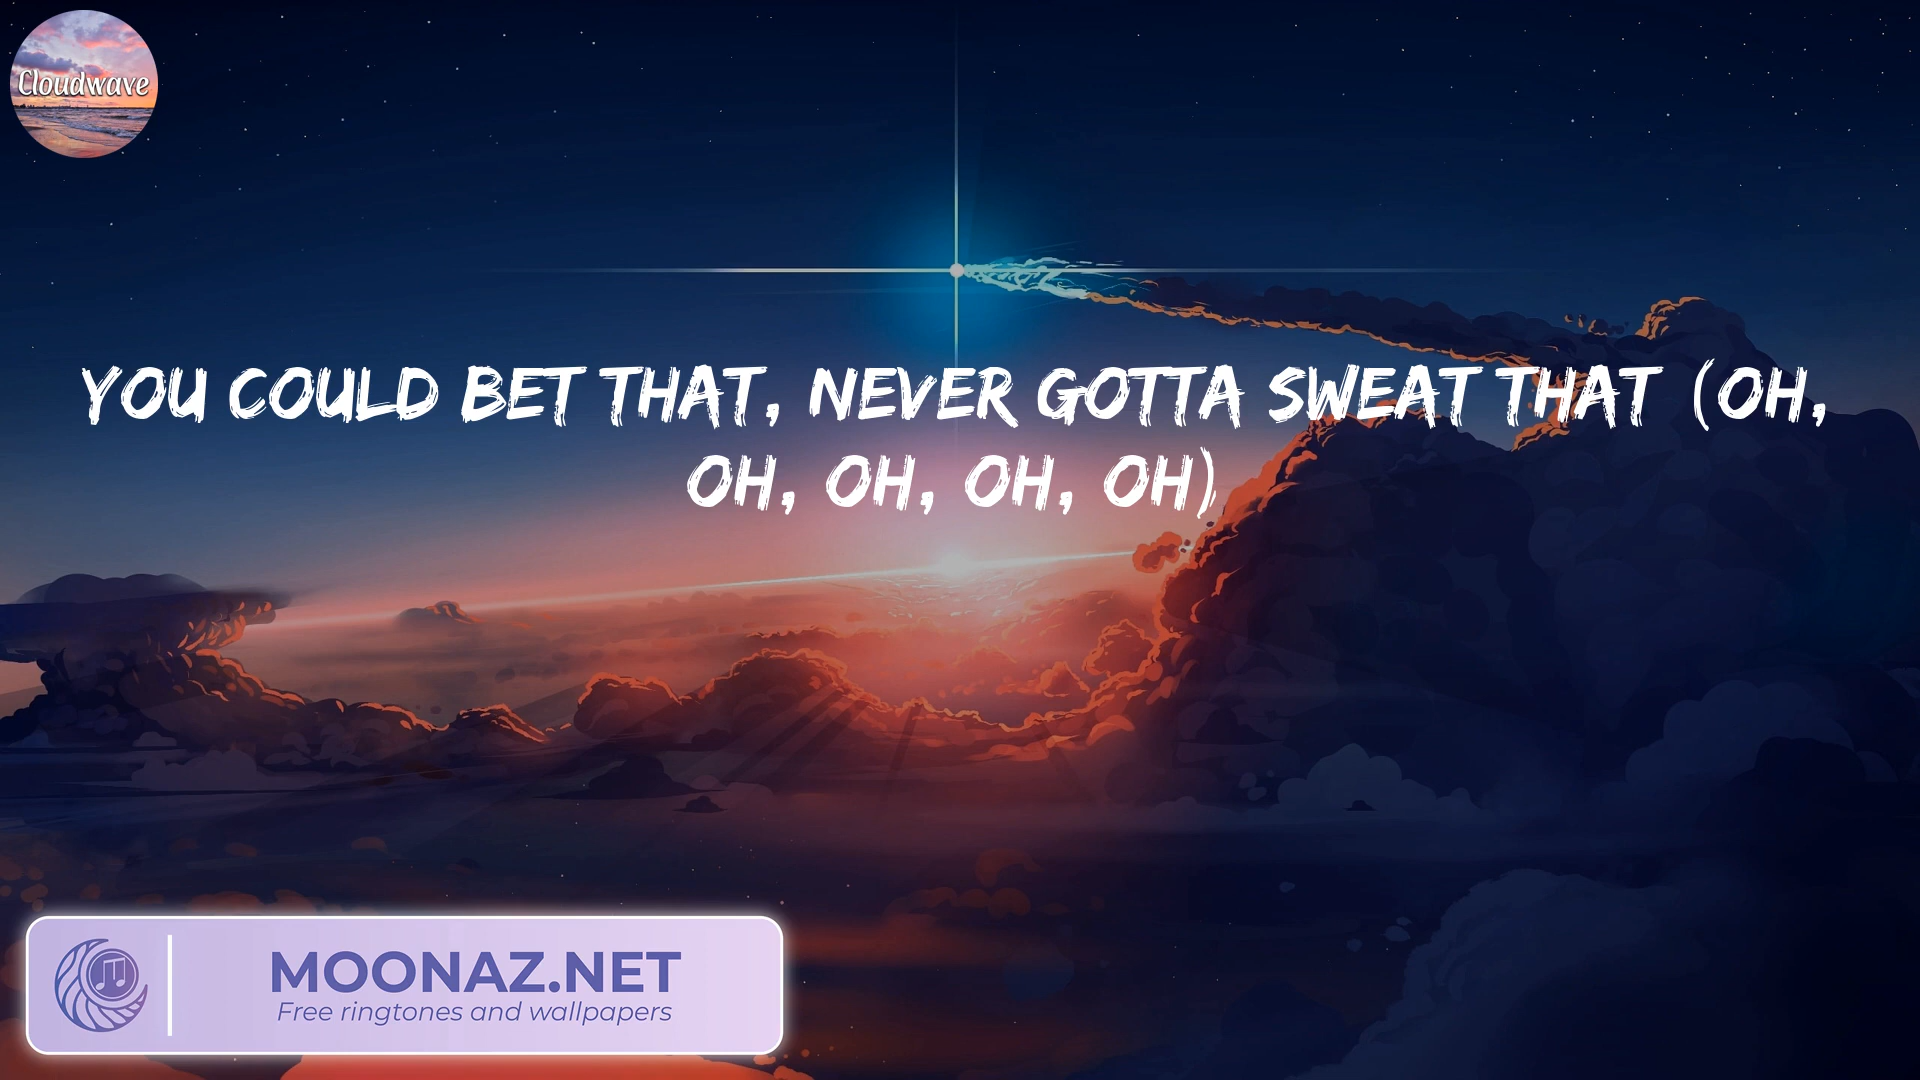 Cloudwave
YOU COULD BET THAT, NEVER GOTTA SWEAT THAT (OH,
OH, OH, OH, OH)
MOONAZ.NET
Free ringtones and wallpapers